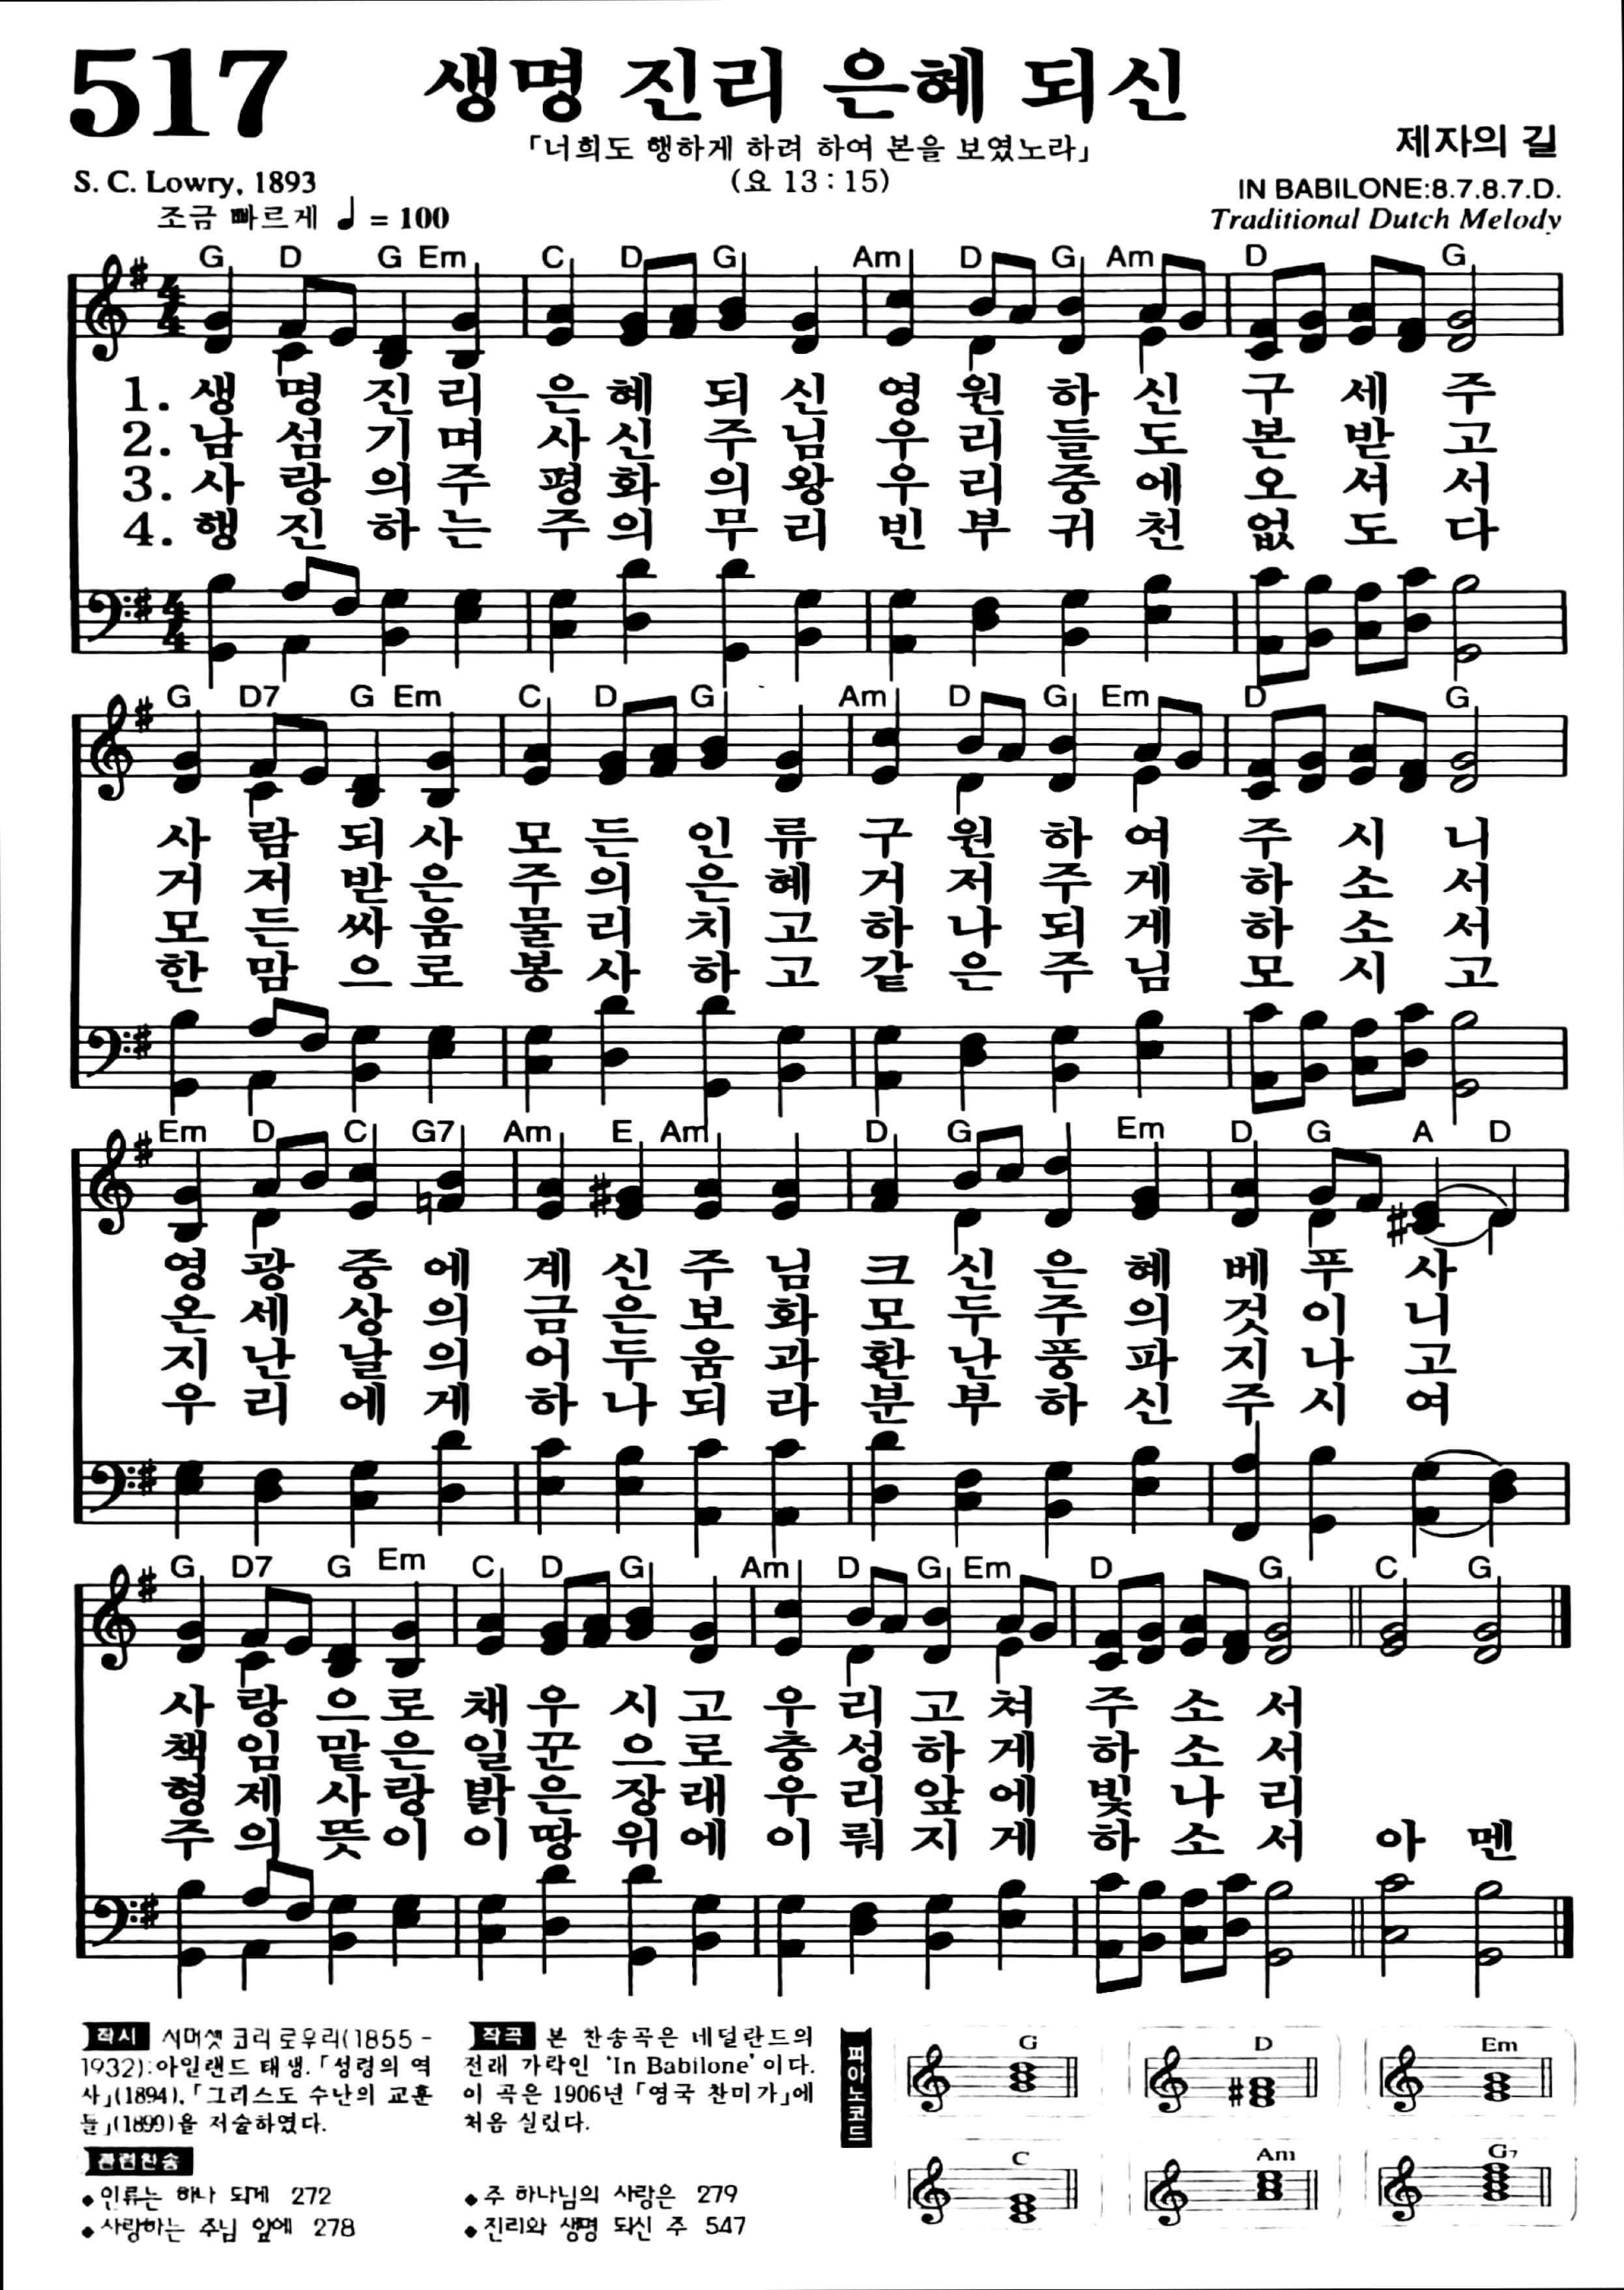 517
생명 진리 은혜 되신
「너희도 행하게 하려 하여 본을 보였노라」
제자의 길
S. C. Lowry, 1893
(요 13 : 15)
IN BABILONE:8.7.8.7.D.
조금 빠르게 ♩ = 100
Traditional Dutch Melody
G D G Em C D G Am D G Am D G
1. 생 명 진 리 은 혜 되 신 영 원 하 신 구 세 주
2. 남 섬 기 며 사 신 주 님 우 리 들 도 본 받 고
3. 사 랑 의 주 평 화 의 왕 우 리 중 에 오 셔 서
4. 행 진 하 는 주 의 무 리 빈 부 귀 천 없 도 다
G D7 G Em C D G Am D G Em D G
사 람 되 사 모 든 인 류 구 원 하 여 주 시 니
거 저 받 은 주 의 은 혜 거 저 주 게 하 소 서
모 든 싸 움 물 리 치 고 하 나 되 게 하 소 서
한 맘 으 로 봉 사 하 고 같 은 주 님 모 시 고
Em D C G7 Am E Am D G Em D G A D
영 광 중 에 계 신 주 님 크 신 은 혜 베 푸 사
온 세 상 의 금 은 보 화 모 두 주 의 것 이 니
지 난 날 의 어 두 움 과 환 난 풍 파 지 나 고
우 리 에 게 하 나 되 라 분 부 하 신 주 시 여
G D7 G Em C D G Am D G Em D G C G
사 랑 으 로 채 우 시 고 우 리 고 쳐 주 소 서
책 임 맡 은 일 꾼 으 로 충 성 하 게 하 소 서
형 제 사 랑 밝 은 장 래 우 리 앞 에 빛 나 리
주 의 뜻 이 이 땅 위 에 이 뤄 지 게 하 소 서 아 멘
작시 시머셋 코리 로우리(1855-
1932):아일랜드 태생.「성령의 역
사」(1894),「그리스도 수난의 교훈
들」(1899)을 저술하였다.
관련찬송
• 인류는 하나 되게 272
• 사랑하는 주님 앞에 278
작곡 본 찬송곡은 네덜란드의
전래 가락인 ‘In Babilone’이다.
이 곡은 1906년「영국 찬미가」에
처음 실렸다.
• 주 하나님의 사랑은 279
• 진리와 생명 되신 주 547
피아노코드
G D Em
C Am G7